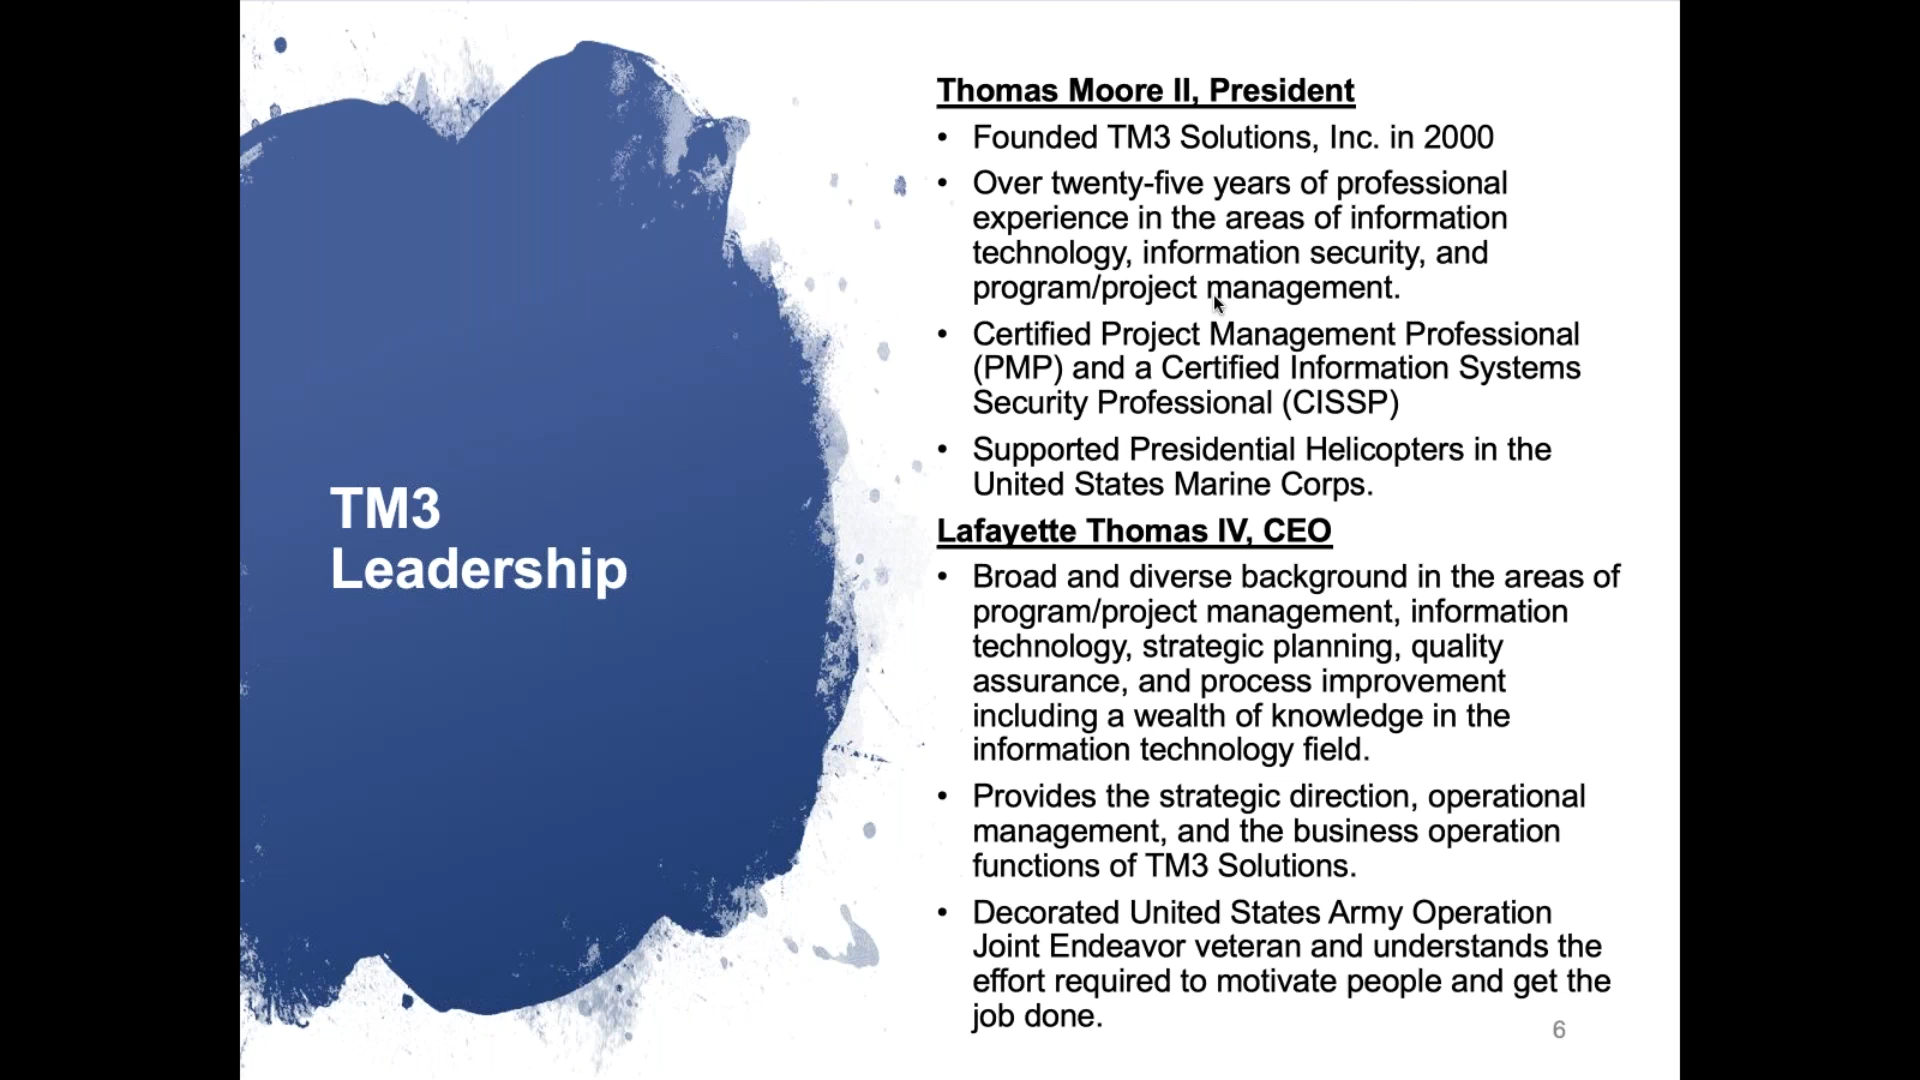 TM3
Leadership
Thomas Moore II, President
• Founded TM3 Solutions, Inc. in 2000
• Over twenty-five years of professional
experience in the areas of information
technology, information security, and
program/project management.
• Certified Project Management Professional
(PMP) and a Certified Information Systems
Security Professional (CISSP)
• Supported Presidential Helicopters in the
United States Marine Corps.
Lafayette Thomas IV, CEO
• Broad and diverse background in the areas of
program/project management, information
technology, strategic planning, quality
assurance, and process improvement
including a wealth of knowledge in the
information technology field.
• Provides the strategic direction, operational
management, and the business operation
functions of TM3 Solutions.
• Decorated United States Army Operation
Joint Endeavor veteran and understands the
effort required to motivate people and get the
job done.
6